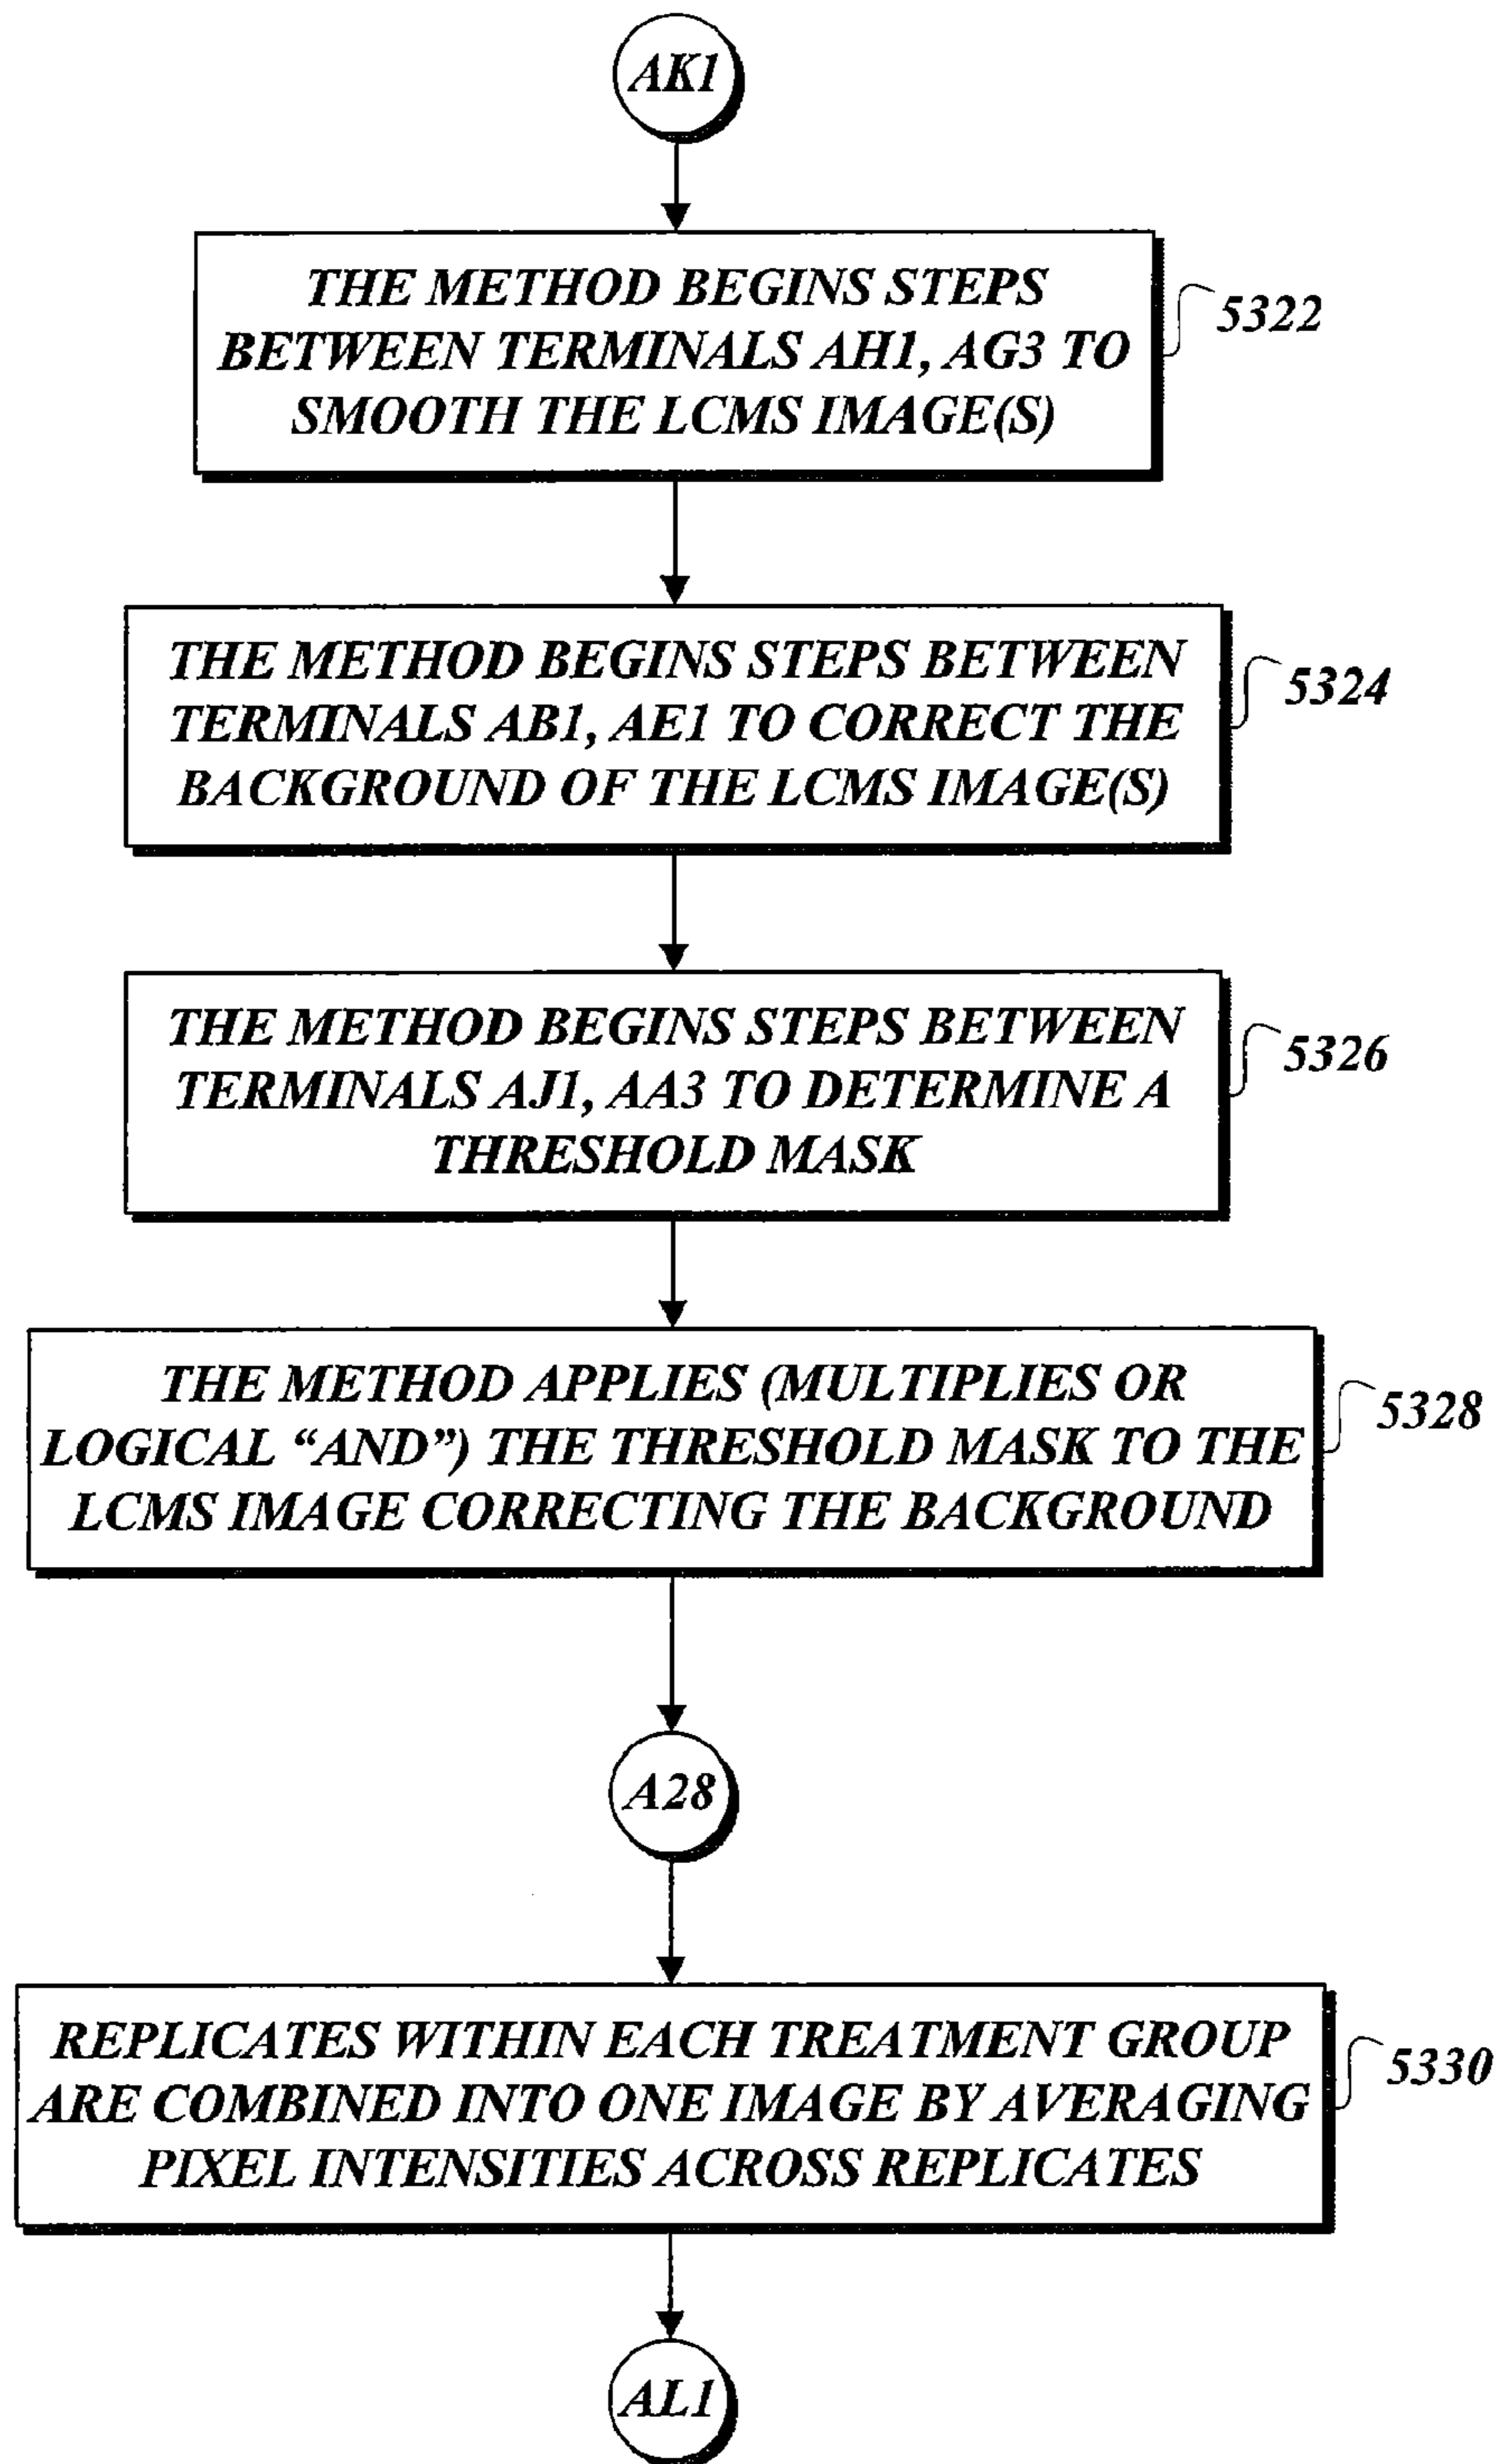 AK1
THE METHOD BEGINS STEPS
BETWEEN TERMINALS AH1, AG3 TO
SMOOTH THE LCMS IMAGE(S)
5322
THE METHOD BEGINS STEPS BETWEEN
TERMINALS AB1, AE1 TO CORRECT THE
BACKGROUND OF THE LCMS IMAGE(S)
5324
THE METHOD BEGINS STEPS BETWEEN
TERMINALS AJ1, AA3 TO DETERMINE A
THRESHOLD MASK
5326
THE METHOD APPLIES (MULTIPLIES OR
LOGICAL “AND”) THE THRESHOLD MASK TO THE
LCMS IMAGE CORRECTING THE BACKGROUND
5328
A28
REPLICATES WITHIN EACH TREATMENT GROUP
ARE COMBINED INTO ONE IMAGE BY AVERAGING
PIXEL INTENSITIES ACROSS REPLICATES
5330
AL1